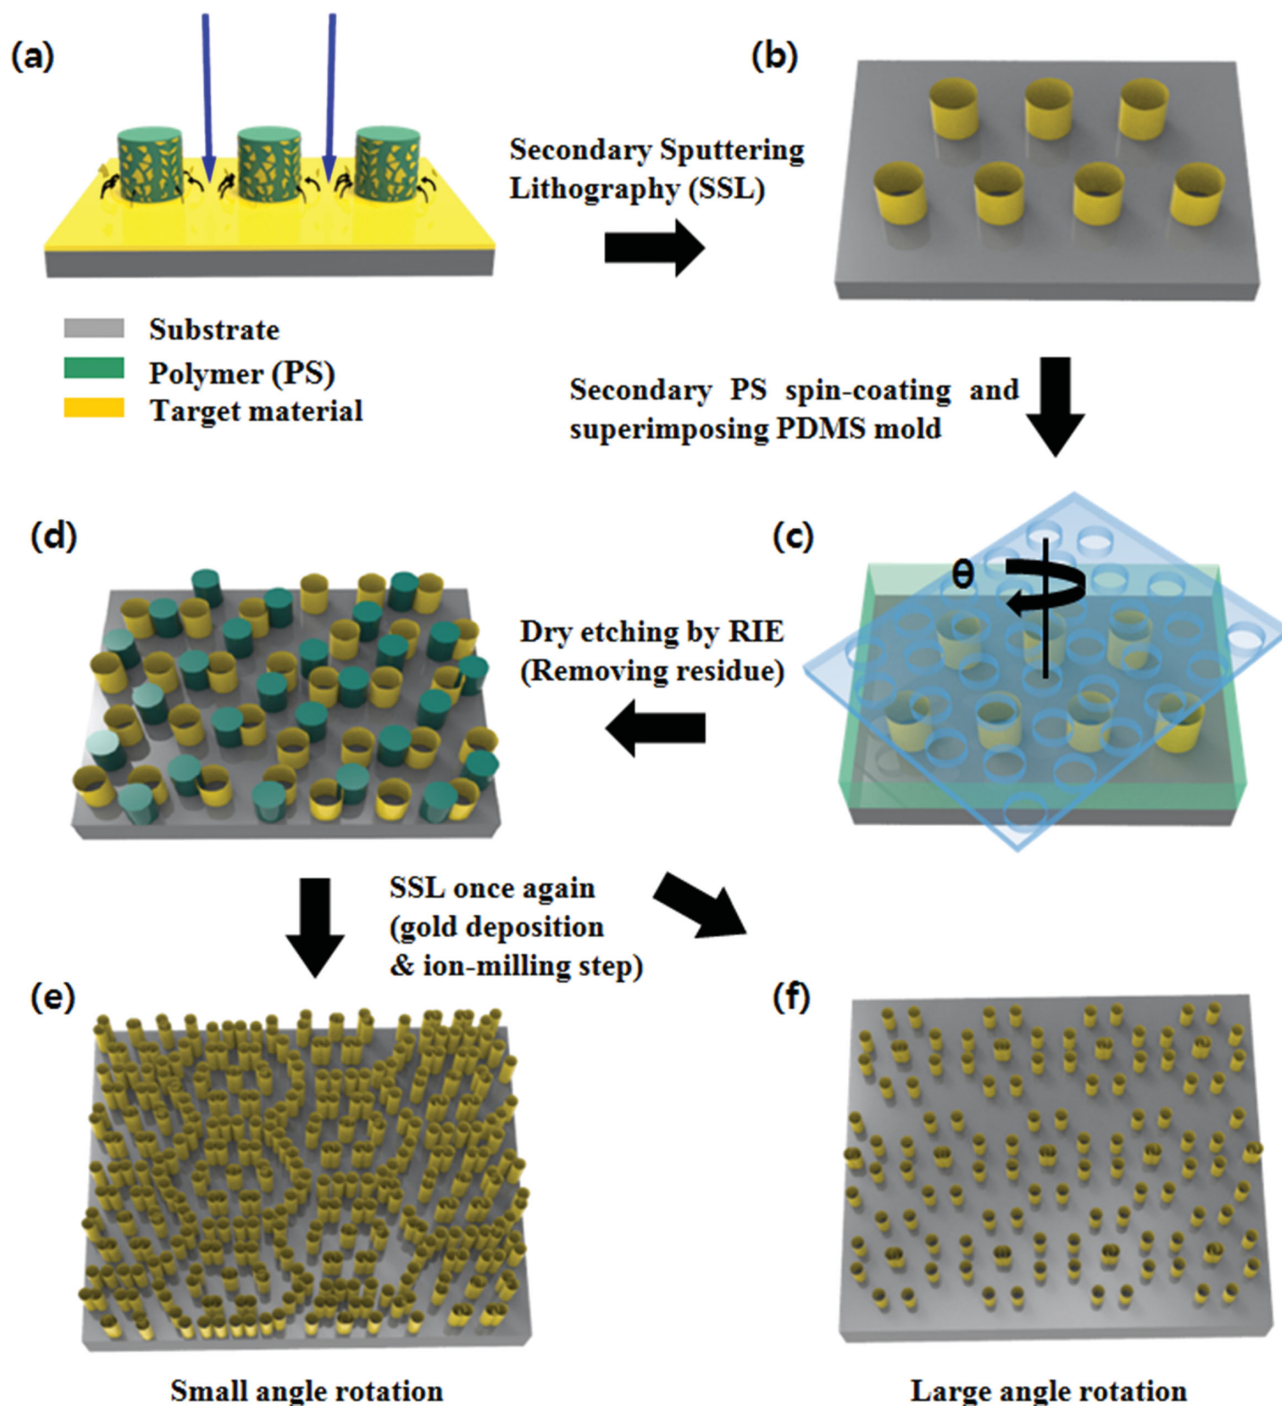 (a)
(b)
Secondary Sputtering
Lithography (SSL)
Substrate
Polymer (PS)
Target material
Secondary PS spin-coating and
superimposing PDMS mold
(d)
(c)
θ
Dry etching by RIE
(Removing residue)
SSL once again
(gold deposition
& ion-milling step)
(e)
(f)
Small angle rotation
Large angle rotation